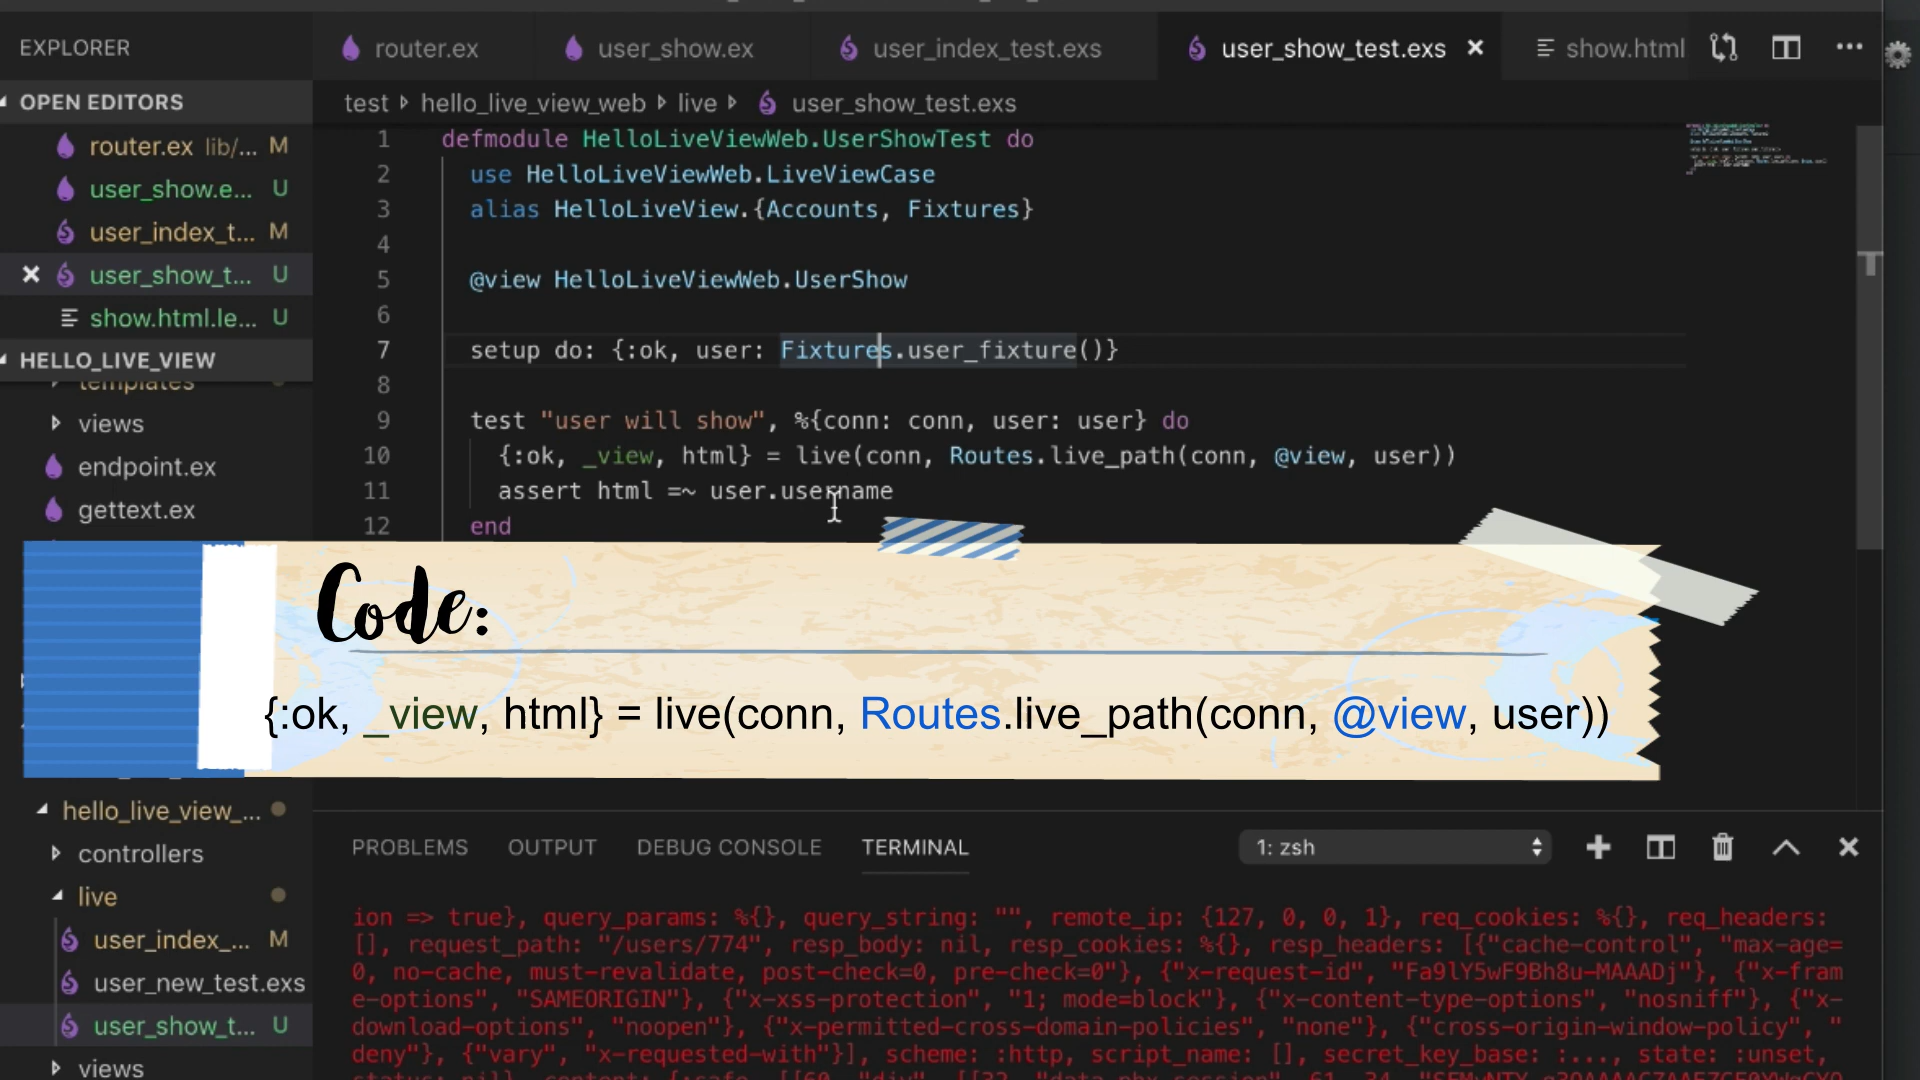 EXPLORER
router.ex
user_show.ex
user_index_test.exs
user_show_test.exs
show.html
OPEN EDITORS
test hello_live_view_web live user_show_test.exs
router.ex lib/... M
user_show.e... U
user_index_t... M
user_show_t... U
show.html.le... U
HELLO_LIVE_VIEW
templates
views
endpoint.ex
gettext.ex
1 defmodule HelloLiveViewWeb.UserShowTest do
2 use HelloLiveViewWeb.LiveViewCase
3 alias HelloLiveView.{Accounts, Fixtures}
4
5 @view HelloLiveViewWeb.UserShow
6
7 setup do: {:ok, user: Fixtures.user_fixture()}
8
9 test "user will show", %{conn: conn, user: user} do
10 {:ok, _view, html} = live(conn, Routes.live_path(conn, @view, user))
11 assert html =~ user.username
12 end
Code:
{:ok, _view, html} = live(conn, Routes.live_path(conn, @view, user))
hello_live_view_...
controllers
live
user_index_... M
user_new_test.exs
user_show_t... U
views
PROBLEMS OUTPUT DEBUG CONSOLE TERMINAL 1: zsh
ion => true}, query_params: %{}, query_string: "", remote_ip: {127, 0, 0, 1}, req_cookies: %{}, req_headers:
[], request_path: "/users/774", resp_body: nil, resp_cookies: %{}, resp_headers: [{"cache-control", "max-age=
0, no-cache, must-revalidate, post-check=0, pre-check=0"}, {"x-request-id", "Fa9lY5wF9Bh8u-MAAADj"}, {"x-fram
e-options", "SAMEORIGIN"}, {"x-xss-protection", "1; mode=block"}, {"x-content-type-options", "nosniff"}, {"x-
download-options", "noopen"}, {"x-permitted-cross-domain-policies", "none"}, {"cross-origin-window-policy", "
deny"}, {"vary", "x-requested-with"}], scheme: :http, script_name: [], secret_key_base: :..., state: :unset,